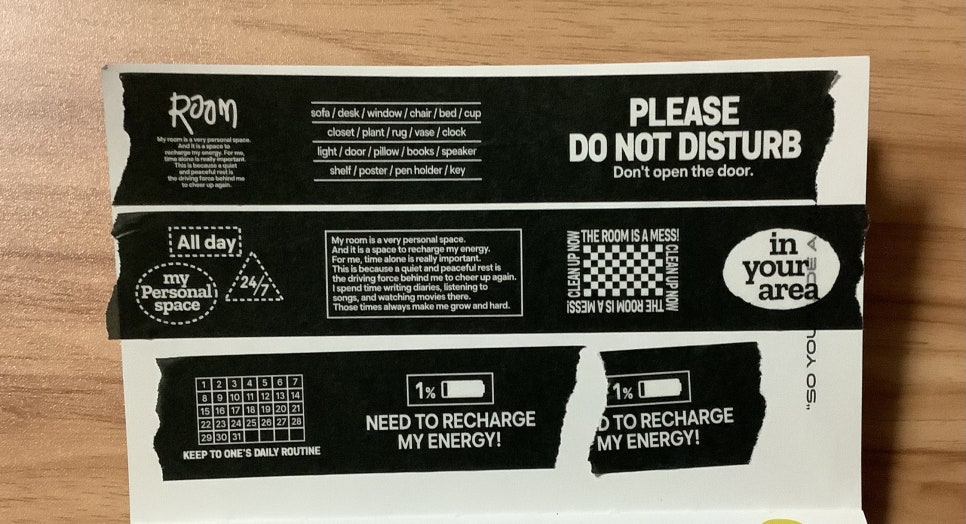 ROOM
My room is a very personal space.
And it is a space to
recharge my energy. For me,
time alone is really important.
This is because a quiet
and peaceful rest is
the driving force behind me
to cheer up again.
sofa / desk / window / chair / bed / cup
closet / plant / rug / vase / clock
light / door / pillow / books / speaker
shelf / poster / pen holder / key
PLEASE
DO NOT DISTURB
Don't open the door.
All day
my
Personal
space
24/7
My room is a very personal space.
And it is a space to recharge my energy.
For me, time alone is really important.
This is because a quiet and peaceful rest is
the driving force behind me to cheer up again.
I spend time writing diaries, listening to
songs, and watching movies there.
Those times always make me grow and hard.
THE ROOM IS A MESS!
CLEAN UP NOW
THE ROOM IS A MESS!
CLEAN UP NOW
in
your
area
"SO YOU
DEA
1 2 3 4 5 6 7
8 9 10 11 12 13 14
15 16 17 18 19 20 21
22 23 24 25 26 27 28
29 30 31
KEEP TO ONE'S DAILY ROUTINE
1%
NEED TO RECHARGE
MY ENERGY!
1%
D TO RECHARGE
MY ENERGY!